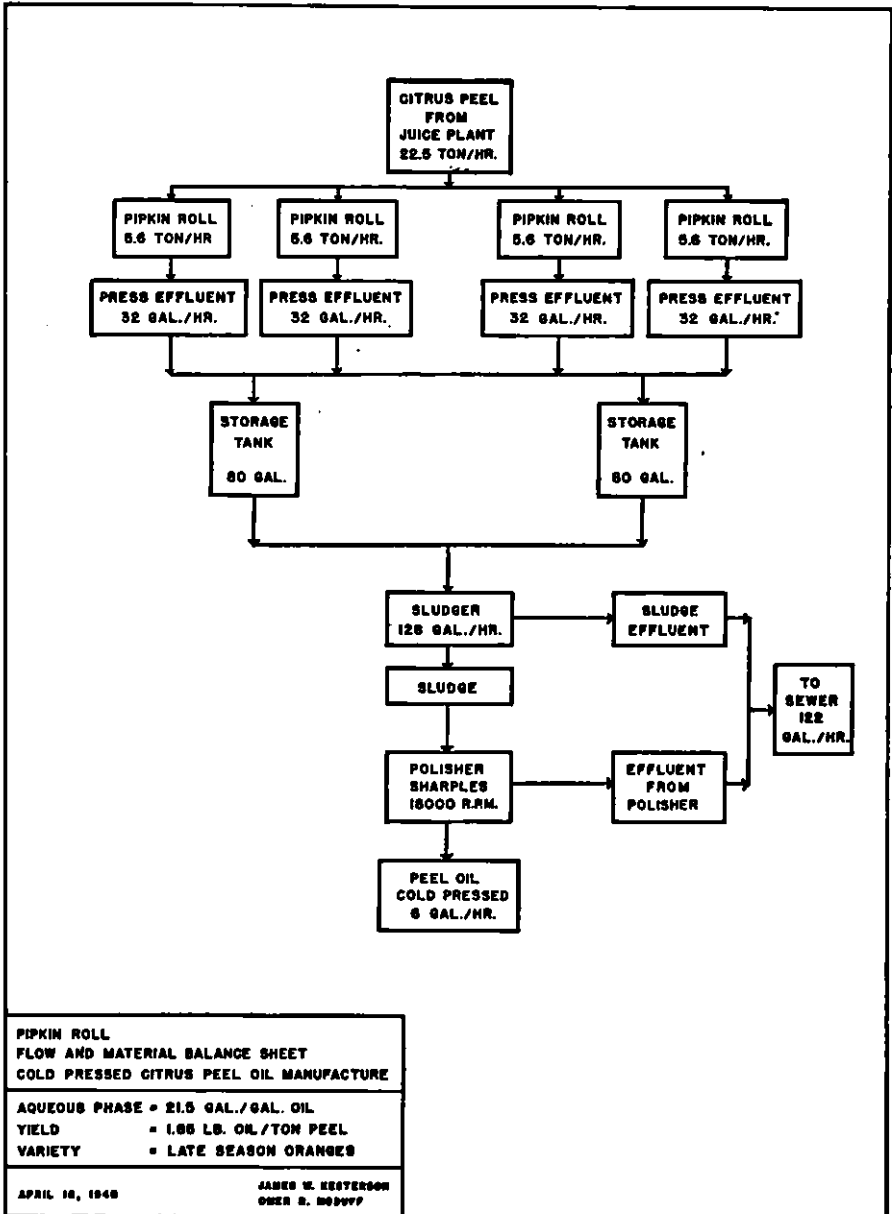 CITRUS PEEL
FROM
JUICE PLANT
22.5 TON/HR.
PIPKIN ROLL
5.6 TON/HR
PIPKIN ROLL
5.6 TON/HR.
PIPKIN ROLL
5.6 TON/HR.
PIPKIN ROLL
5.6 TON/HR.
PRESS EFFLUENT
32 GAL./HR.
PRESS EFFLUENT
32 GAL./HR.
PRESS EFFLUENT
32 GAL./HR.
PRESS EFFLUENT
32 GAL./HR.
STORAGE
TANK
80 GAL.
STORAGE
TANK
80 GAL.
SLUDGER
128 GAL./HR.
SLUDGE
EFFLUENT
SLUDGE
TO
SEWER
122
GAL./HR.
POLISHER
SHARPLES
R.P.M.
EFFLUENT
FROM
POLISHER
PEEL OIL
COLD PRESSED
6 GAL./HR.
PIPKIN ROLL
FLOW AND MATERIAL BALANCE SHEET
COLD PRESSED CITRUS PEEL OIL MANUFACTURE
AQUEOUS PHASE = 21.5 GAL./GAL. OIL
YIELD = LB. OIL/TON PEEL
VARIETY = LATE SEASON ORANGES
APRIL
JAMES W. KESTERSON
OMER R. MCDUFF